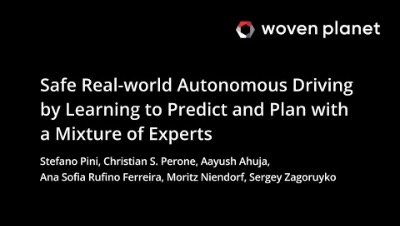 woven planet
Safe Real-world Autonomous Driving
by Learning to Predict and Plan with
a Mixture of Experts
Stefano Pini, Christian S. Perone, Aayush Ahuja,
Ana Sofia Rufino Ferreira, Moritz Niendorf, Sergey Zagoruyko